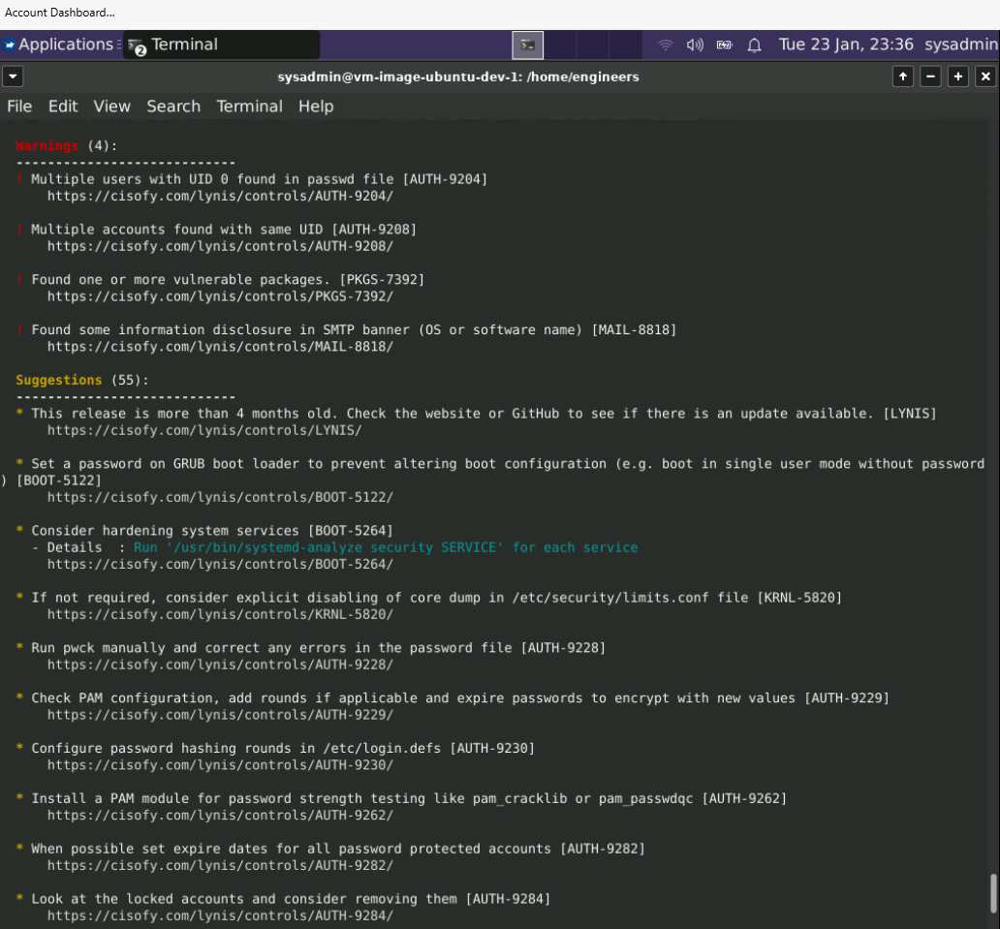 Account Dashboard...
Applications Terminal 2 Tue 23 Jan, 23:36 sysadmin
sysadmin@vm-image-ubuntu-dev-1: /home/engineers
File Edit View Search Terminal Help
Warnings (4):
----------------------------
! Multiple users with UID 0 found in passwd file [AUTH-9204]
https://cisofy.com/lynis/controls/AUTH-9204/
! Multiple accounts found with same UID [AUTH-9208]
https://cisofy.com/lynis/controls/AUTH-9208/
! Found one or more vulnerable packages. [PKGS-7392]
https://cisofy.com/lynis/controls/PKGS-7392/
! Found some information disclosure in SMTP banner (OS or software name) [MAIL-8818]
https://cisofy.com/lynis/controls/MAIL-8818/
Suggestions (55):
----------------------------
* This release is more than 4 months old. Check the website or GitHub to see if there is an update available. [LYNIS]
https://cisofy.com/lynis/controls/LYNIS/
* Set a password on GRUB boot loader to prevent altering boot configuration (e.g. boot in single user mode without password
) [BOOT-5122]
https://cisofy.com/lynis/controls/BOOT-5122/
* Consider hardening system services [BOOT-5264]
- Details : Run '/usr/bin/systemd-analyze security SERVICE' for each service
https://cisofy.com/lynis/controls/BOOT-5264/
* If not required, consider explicit disabling of core dump in /etc/security/limits.conf file [KRNL-5820]
https://cisofy.com/lynis/controls/KRNL-5820/
* Run pwck manually and correct any errors in the password file [AUTH-9228]
https://cisofy.com/lynis/controls/AUTH-9228/
* Check PAM configuration, add rounds if applicable and expire passwords to encrypt with new values [AUTH-9229]
https://cisofy.com/lynis/controls/AUTH-9229/
* Configure password hashing rounds in /etc/login.defs [AUTH-9230]
https://cisofy.com/lynis/controls/AUTH-9230/
* Install a PAM module for password strength testing like pam_cracklib or pam_passwdqc [AUTH-9262]
https://cisofy.com/lynis/controls/AUTH-9262/
* When possible set expire dates for all password protected accounts [AUTH-9282]
https://cisofy.com/lynis/controls/AUTH-9282/
* Look at the locked accounts and consider removing them [AUTH-9284]
https://cisofy.com/lynis/controls/AUTH-9284/